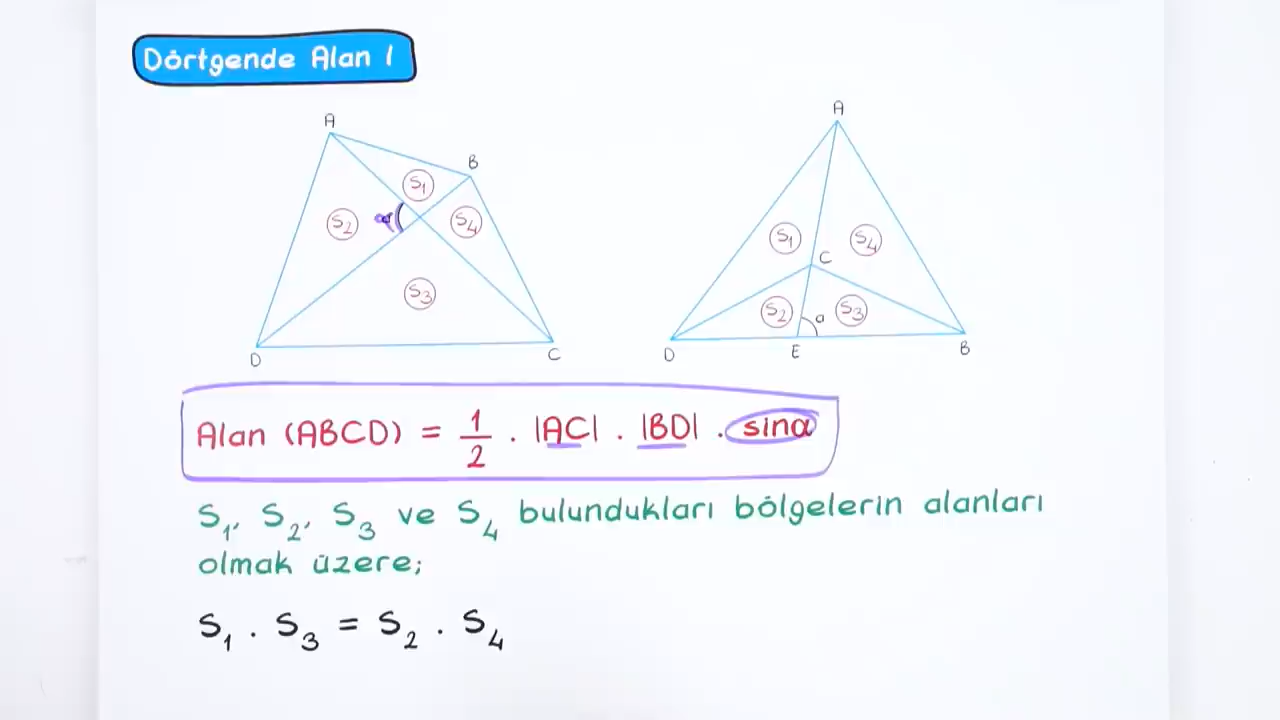 Dörtgende Alan 1
A
B
S1
S2
α
S4
S3
D
C
A
S1
S4
C
S2
α
S3
D
E
B
Alan (ABCD) = 1/2 . |AC| . |BD| . sinα
S1, S2, S3 ve S4 bulundukları bölgelerin alanları
olmak üzere;
S1 . S3 = S2 . S4